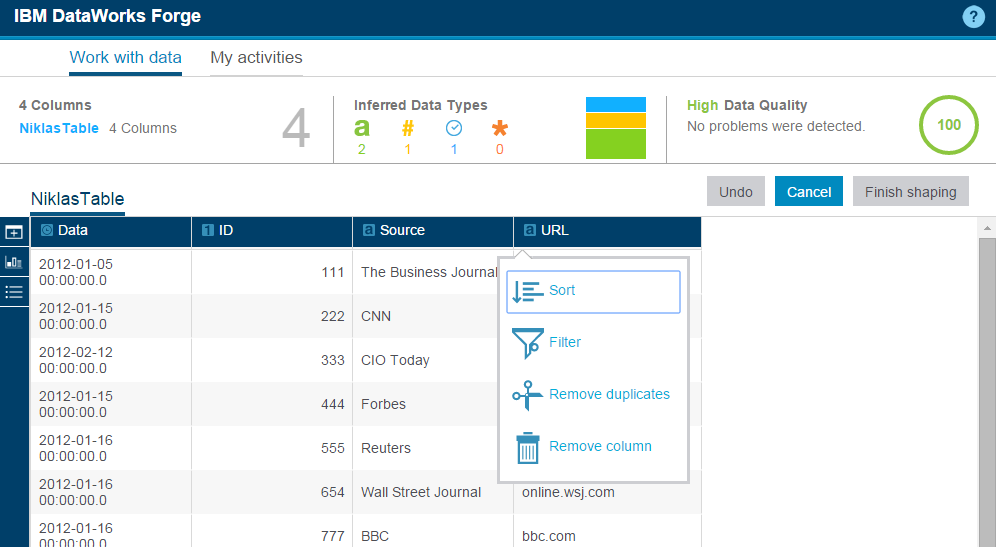 IBM DataWorks Forge
?
Work with data My activities
4 Columns
NiklasTable 4 Columns
4
Inferred Data Types
a # *
2 1 1 0
High Data Quality
No problems were detected.
100
NiklasTable
Undo Cancel Finish shaping
Data 1 ID a Source a URL
2012-01-05
00:00:00.0
111 The Business Journal
2012-01-15
00:00:00.0
222 CNN
2012-02-12
00:00:00.0
333 CIO Today
2012-01-15
00:00:00.0
444 Forbes
2012-01-16
00:00:00.0
555 Reuters
2012-01-16
00:00:00.0
654 Wall Street Journal online.wsj.com
2012-01-16
00:00:00.0
777 BBC bbc.com
Sort
Filter
Remove duplicates
Remove column